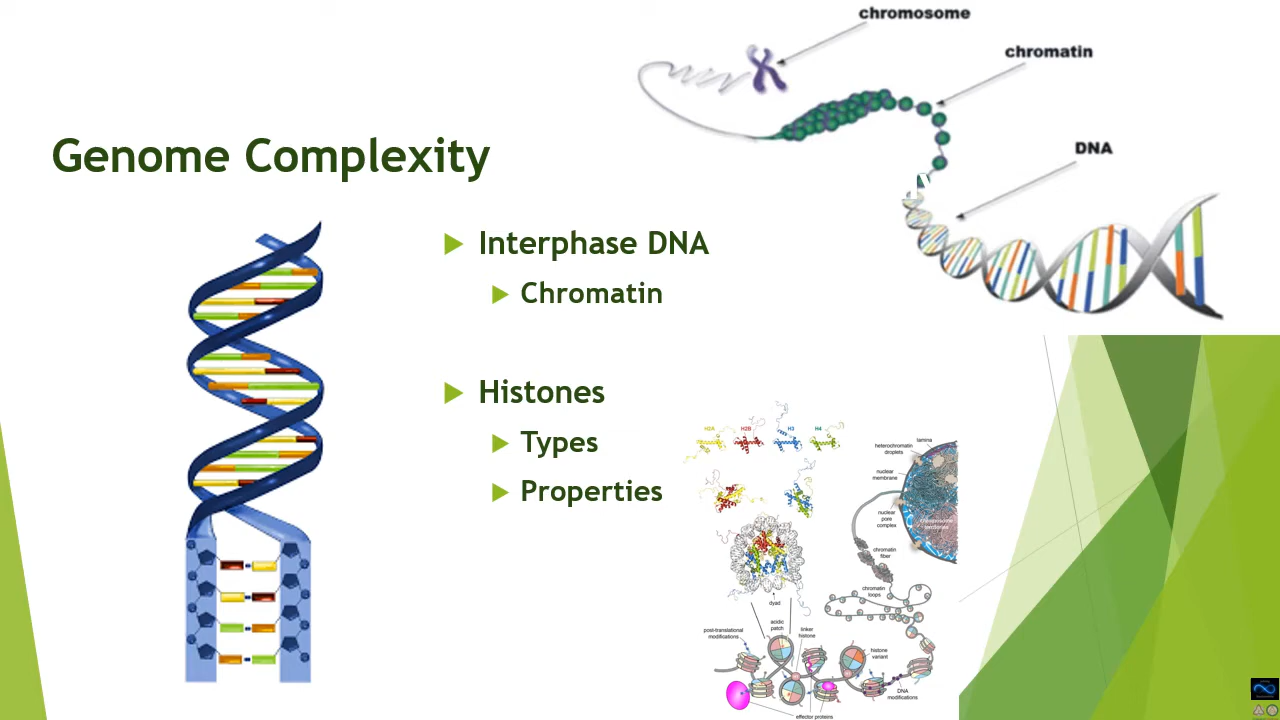 chromosome
chromatin
DNA
Genome Complexity
Interphase DNA
Chromatin
Histones
Types
Properties
H2A
H2B
H3
H4
lamina
heterochromatin
droplets
nuclear
membrane
nuclear
pore
complex
chromosome
territories
chromatin
fiber
chromatin
loops
dyad
acidic
patch
linker
histone
post-translational
modifications
histone
variant
DNA
modifications
effector proteins